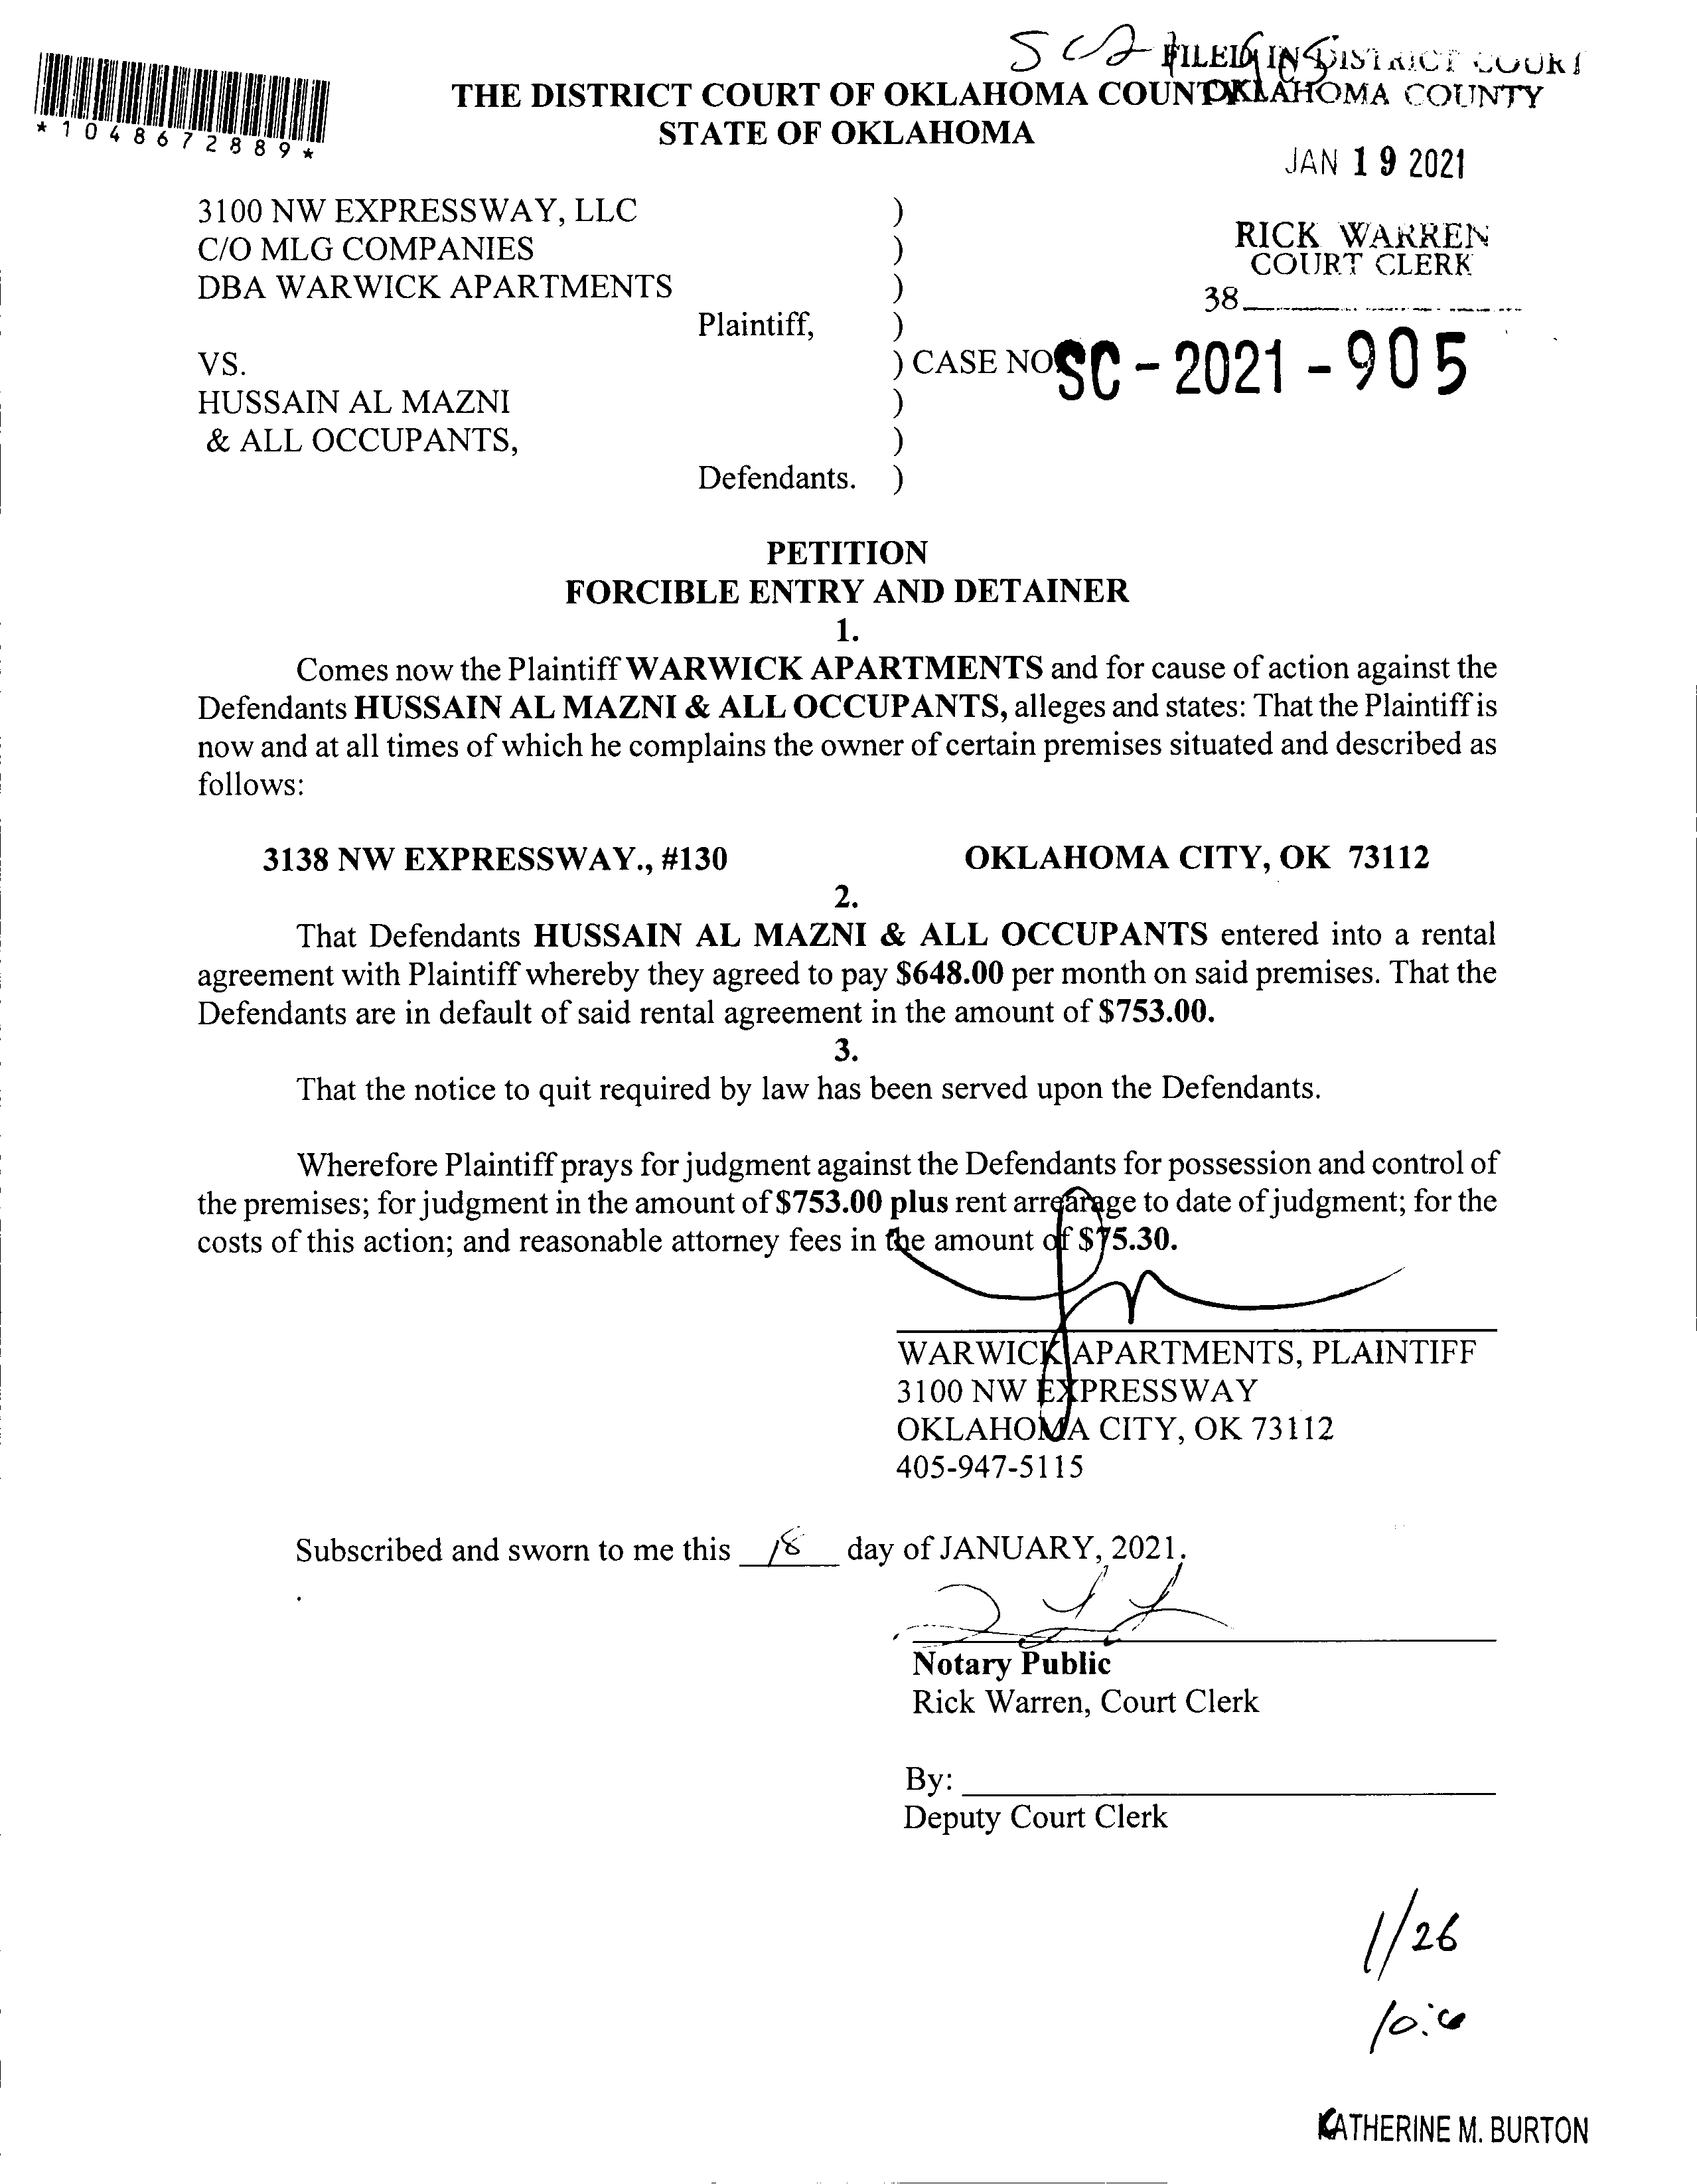 SC21 905
FILED IN DISTRICT COURT
OKLAHOMA COUNTY
THE DISTRICT COURT OF OKLAHOMA COUNTY
STATE OF OKLAHOMA
*1048672889*
JAN 19 2021
3100 NW EXPRESSWAY, LLC )
C/O MLG COMPANIES )
DBA WARWICK APARTMENTS )
RICK WARREN
COURT CLERK
38
Plaintiff, )
VS. ) CASE NO SC-2021-905
HUSSAIN AL MAZNI )
& ALL OCCUPANTS, )
Defendants. )
PETITION
FORCIBLE ENTRY AND DETAINER
1.
Comes now the Plaintiff WARWICK APARTMENTS and for cause of action against the
Defendants HUSSAIN AL MAZNI & ALL OCCUPANTS, alleges and states: That the Plaintiff is
now and at all times of which he complains the owner of certain premises situated and described as
follows:
3138 NW EXPRESSWAY., #130 OKLAHOMA CITY, OK 73112
2.
That Defendants HUSSAIN AL MAZNI & ALL OCCUPANTS entered into a rental
agreement with Plaintiff whereby they agreed to pay $648.00 per month on said premises. That the
Defendants are in default of said rental agreement in the amount of $753.00.
3.
That the notice to quit required by law has been served upon the Defendants.
Wherefore Plaintiff prays for judgment against the Defendants for possession and control of
the premises; for judgment in the amount of $753.00 plus rent arrearage to date of judgment; for the
costs of this action; and reasonable attorney fees in the amount of $75.30.
WARWICK APARTMENTS, PLAINTIFF
3100 NW EXPRESSWAY
OKLAHOMA CITY, OK 73112
405-947-5115
Subscribed and sworn to me this 18 day of JANUARY, 2021.
Notary Public
Rick Warren, Court Clerk
By:
Deputy Court Clerk
1/26
KATHERINE M. BURTON